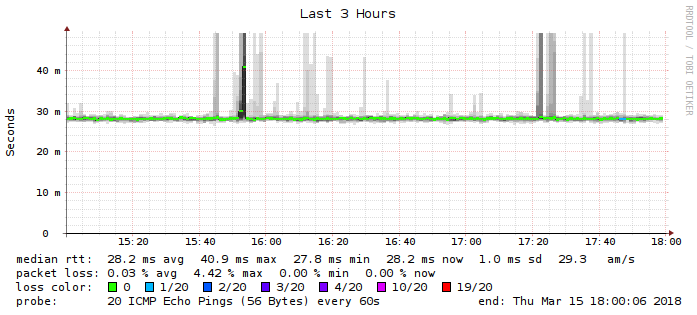 Last 3 Hours
RRDTOOL / TOBI OETIKER
Seconds
40 m
30 m
20 m
10 m
0
15:20 15:40 16:00 16:20 16:40 17:00 17:20 17:40 18:00
median rtt: 28.2 ms avg 40.9 ms max 27.8 ms min 28.2 ms now 1.0 ms sd 29.3 am/s
packet loss: 0.03 % avg 4.42 % max 0.00 % min 0.00 % now
loss color: 0 1/20 2/20 3/20 4/20 10/20 19/20
probe: 20 ICMP Echo Pings (56 Bytes) every 60s end: Thu Mar 15 18:00:06 2018